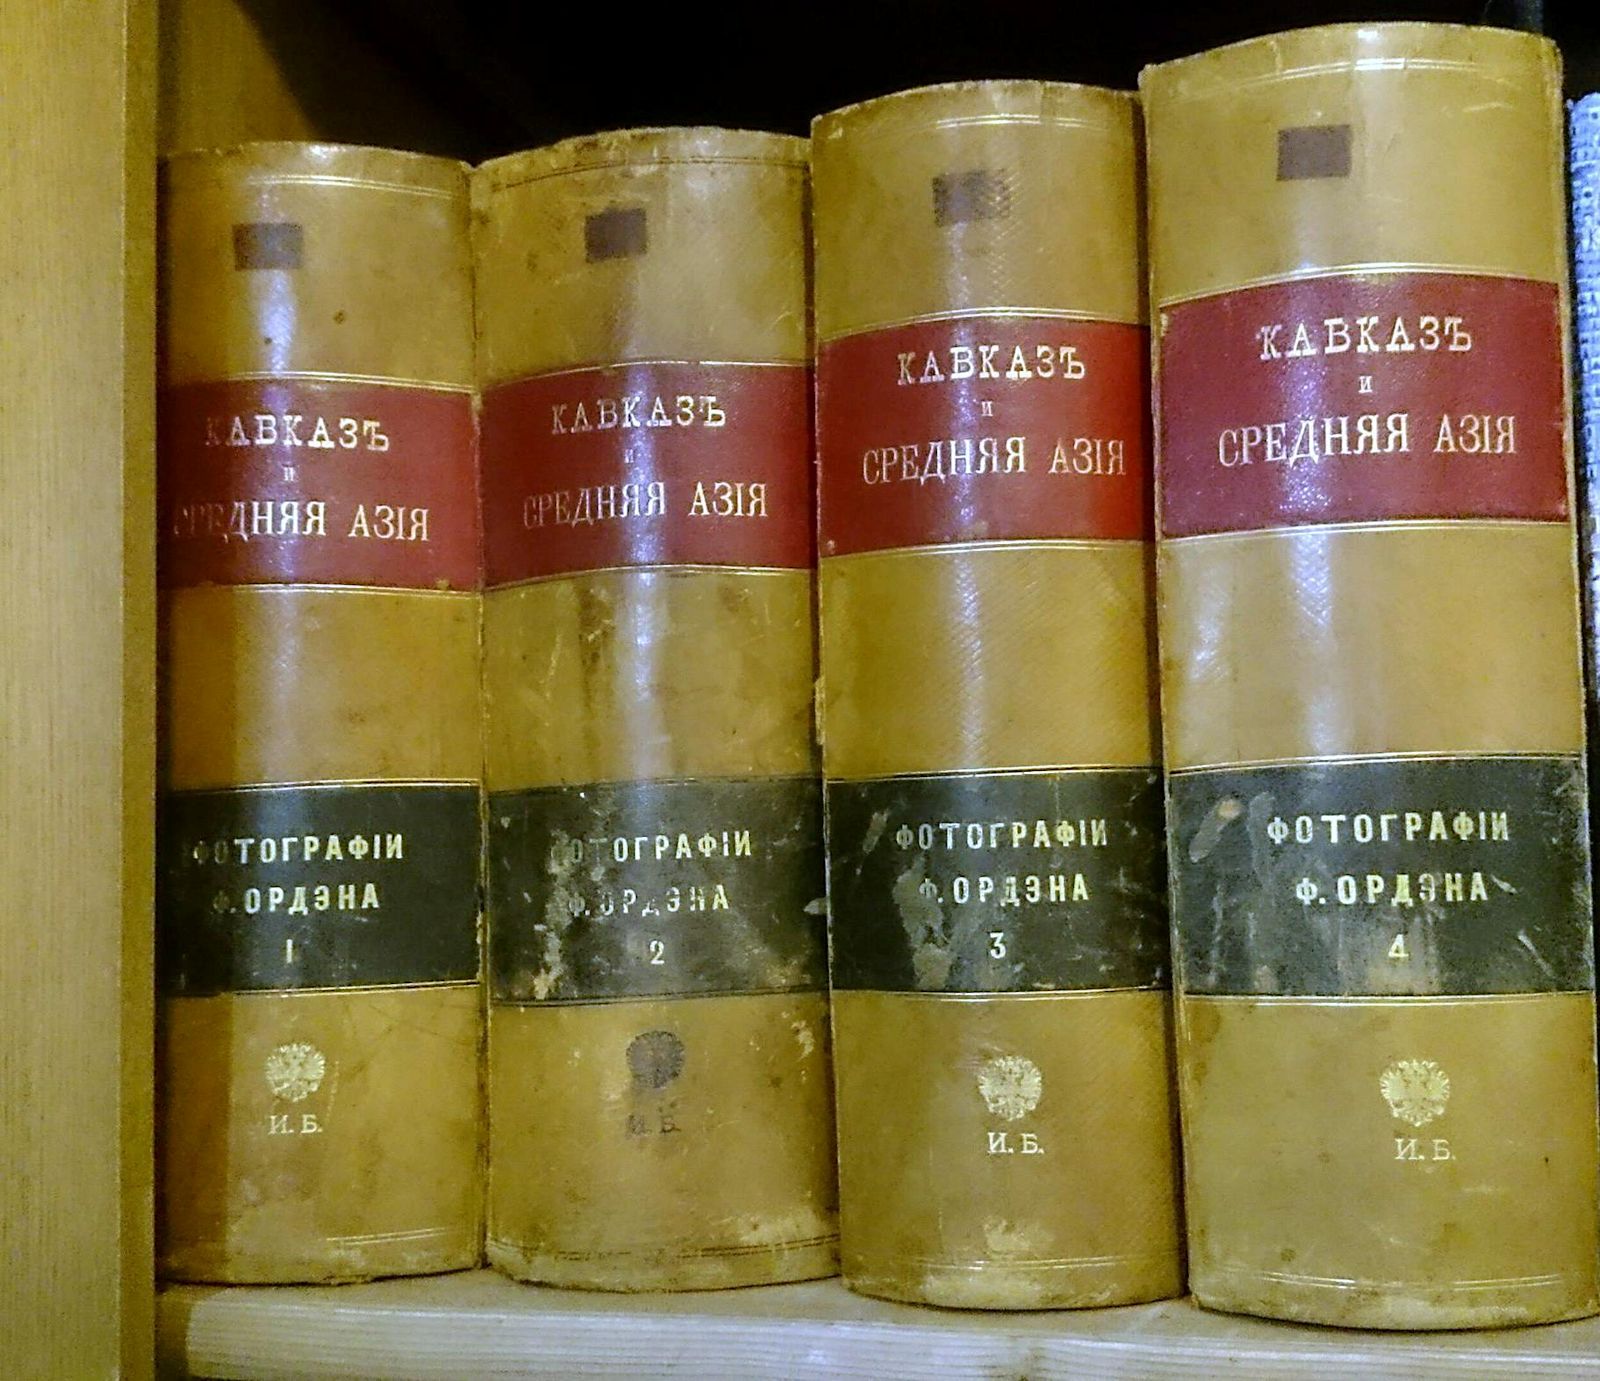 КАВКАЗЪ
И
СРЕДНЯЯ АЗІЯ
ФОТОГРАФІИ
Ф. ОРДЭНА
1
И. Б.
КАВКАЗЪ
И
СРЕДНЯЯ АЗІЯ
ФОТОГРАФІИ
Ф. ОРДЭНА
2
И. Б.
КАВКАЗЪ
И
СРЕДНЯЯ АЗІЯ
ФОТОГРАФІИ
Ф. ОРДЭНА
3
И. Б.
КАВКАЗЪ
И
СРЕДНЯЯ АЗІЯ
ФОТОГРАФІИ
Ф. ОРДЭНА
4
И. Б.